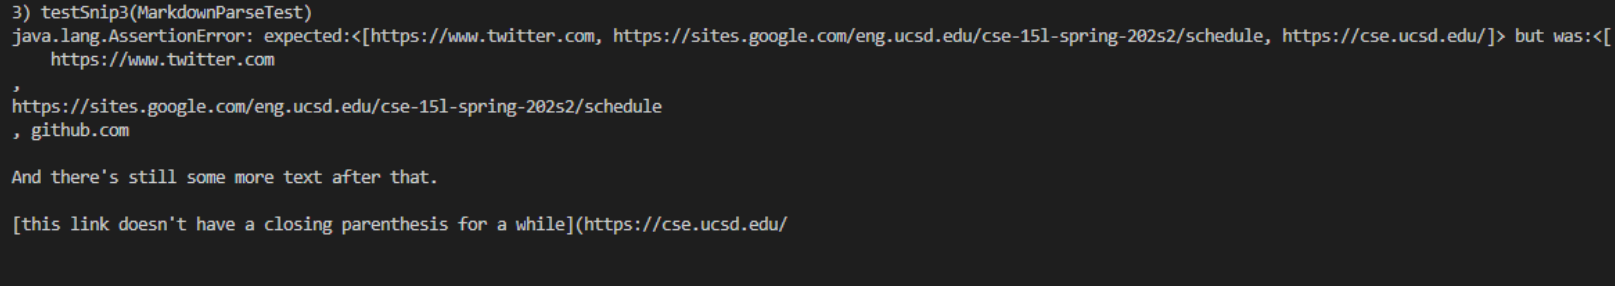 3) testSnip3(MarkdownParseTest)
java.lang.AssertionError: expected:<[https://www.twitter.com, https://sites.google.com/eng.ucsd.edu/cse-15l-spring-202s2/schedule, https://cse.ucsd.edu/]> but was:<[
https://www.twitter.com
,
https://sites.google.com/eng.ucsd.edu/cse-15l-spring-202s2/schedule
, github.com
And there's still some more text after that.
[this link doesn't have a closing parenthesis for a while](https://cse.ucsd.edu/